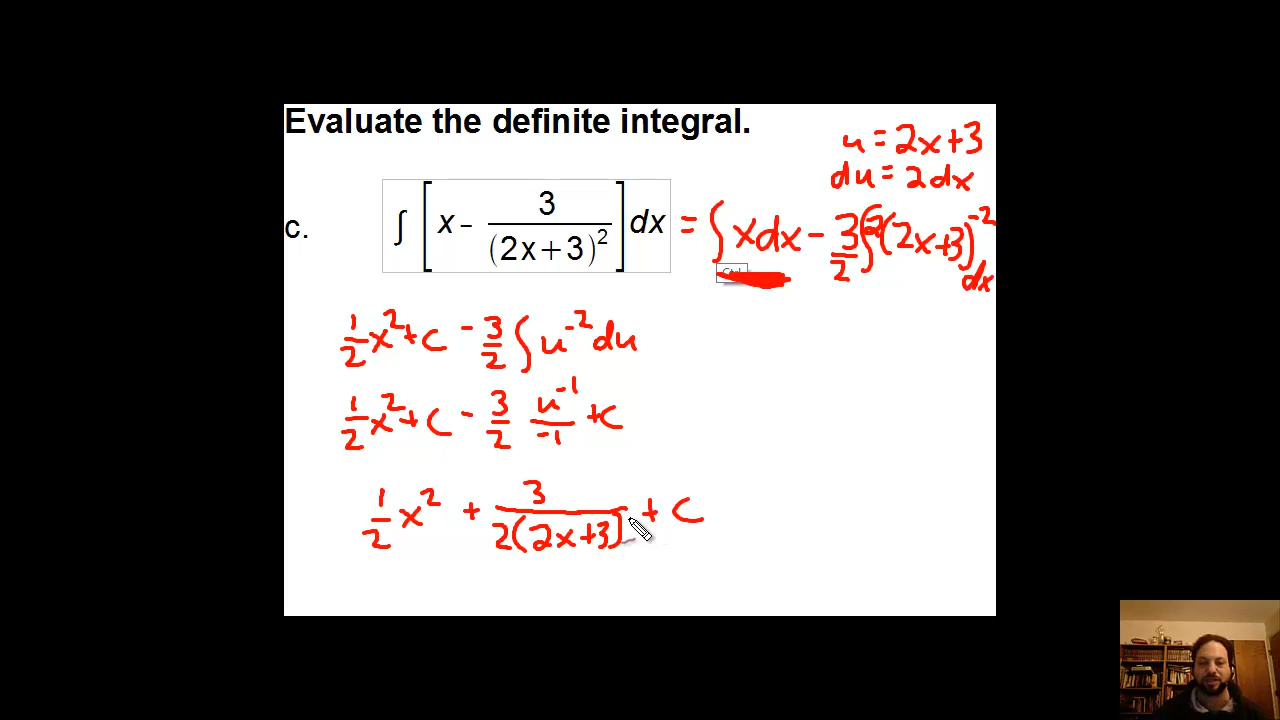 Evaluate the definite integral.
u = 2x+3
du = 2dx
c. ∫ [x - 3/(2x+3)²] dx = ∫xdx - 3/2 ∫2(2x+3)⁻² dx
1/2 x² + C - 3/2 ∫u⁻² du
1/2 x² + C - 3/2 u⁻¹/-1 + C
1/2 x² + 3/2(2x+3) + C